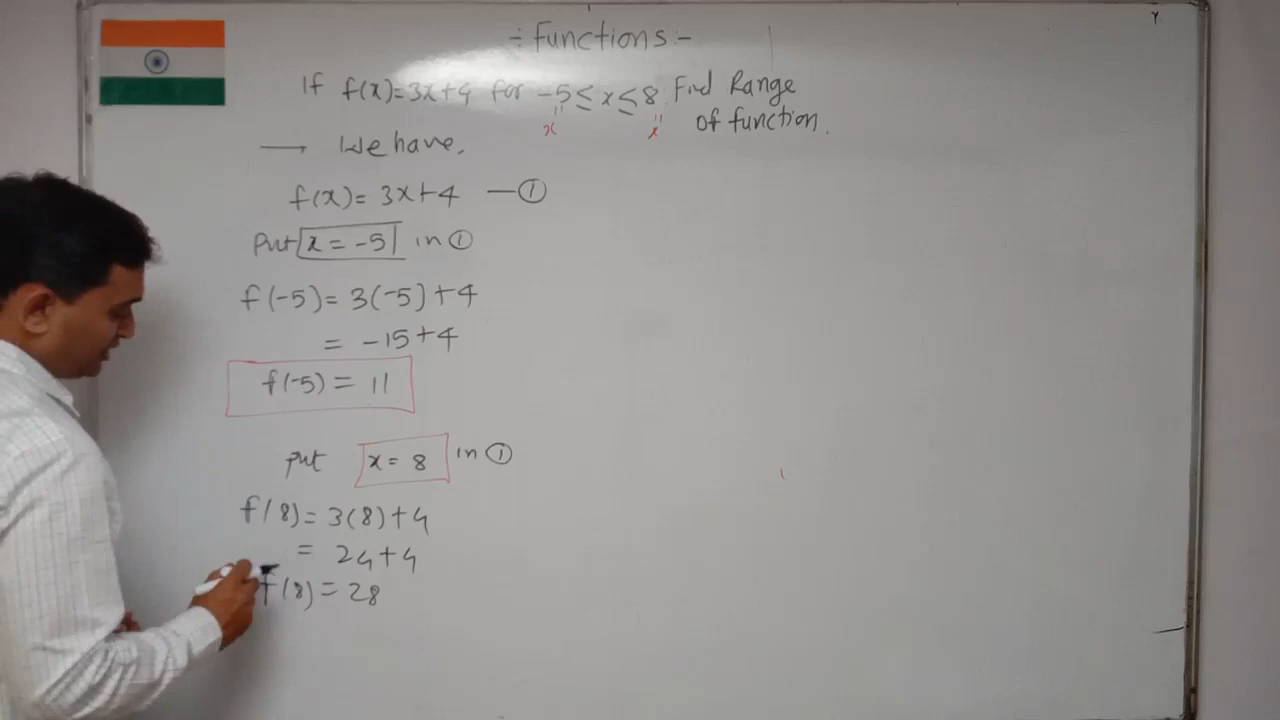 ÷ Functions:-
If f(x)=3x+4 for -5 ≤ x ≤ 8 Find Range
of function.
x x
→ We have,
f(x) = 3x+4 — ①
Put x = -5 in ①
f(-5) = 3(-5)+4
= -15+4
f(-5) = 11
put x = 8 in ①
f(8) = 3(8)+4
= 24+4
f(8) = 28